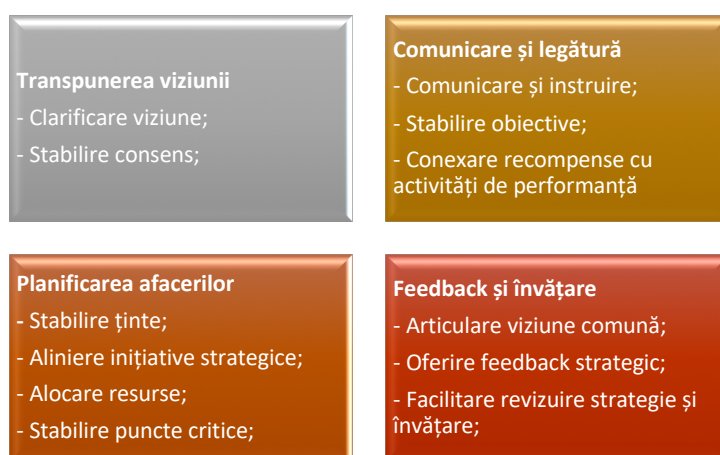 Transpunerea viziunii
- Clarificare viziune;
- Stabilire consens;
Comunicare și legătură
- Comunicare și instruire;
- Stabilire obiective;
- Conexare recompense cu
activități de performanță
Planificarea afacerilor
- Stabilire ținte;
- Aliniere inițiative strategice;
- Alocare resurse;
- Stabilire puncte critice;
Feedback și învățare
- Articulare viziune comună;
- Oferire feedback strategic;
- Facilitare revizuire strategie și
învățare;